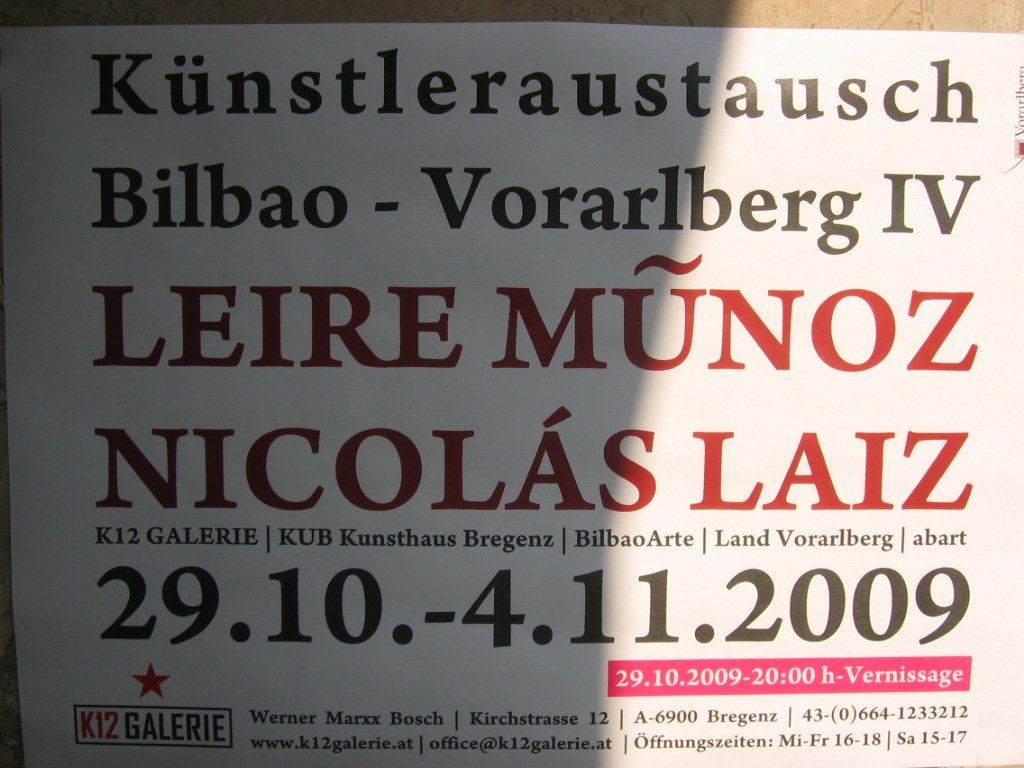 Künstleraustausch
Vorarlberg
Bilbao - Vorarlberg IV
LEIRE MŨNOZ
NICOLÁS LAIZ
K12 GALERIE | KUB Kunsthaus Bregenz | BilbaoArte | Land Vorarlberg | abart
29.10.-4.11.2009
29.10.2009-20:00 h-Vernissage
K12 GALERIE
Werner Marxx Bosch | Kirchstrasse 12 | A-6900 Bregenz | 43-(0)664-1233212
www.k12galerie.at | office@k12galerie.at | Öffnungszeiten: Mi-Fr 16-18 | Sa 15-17